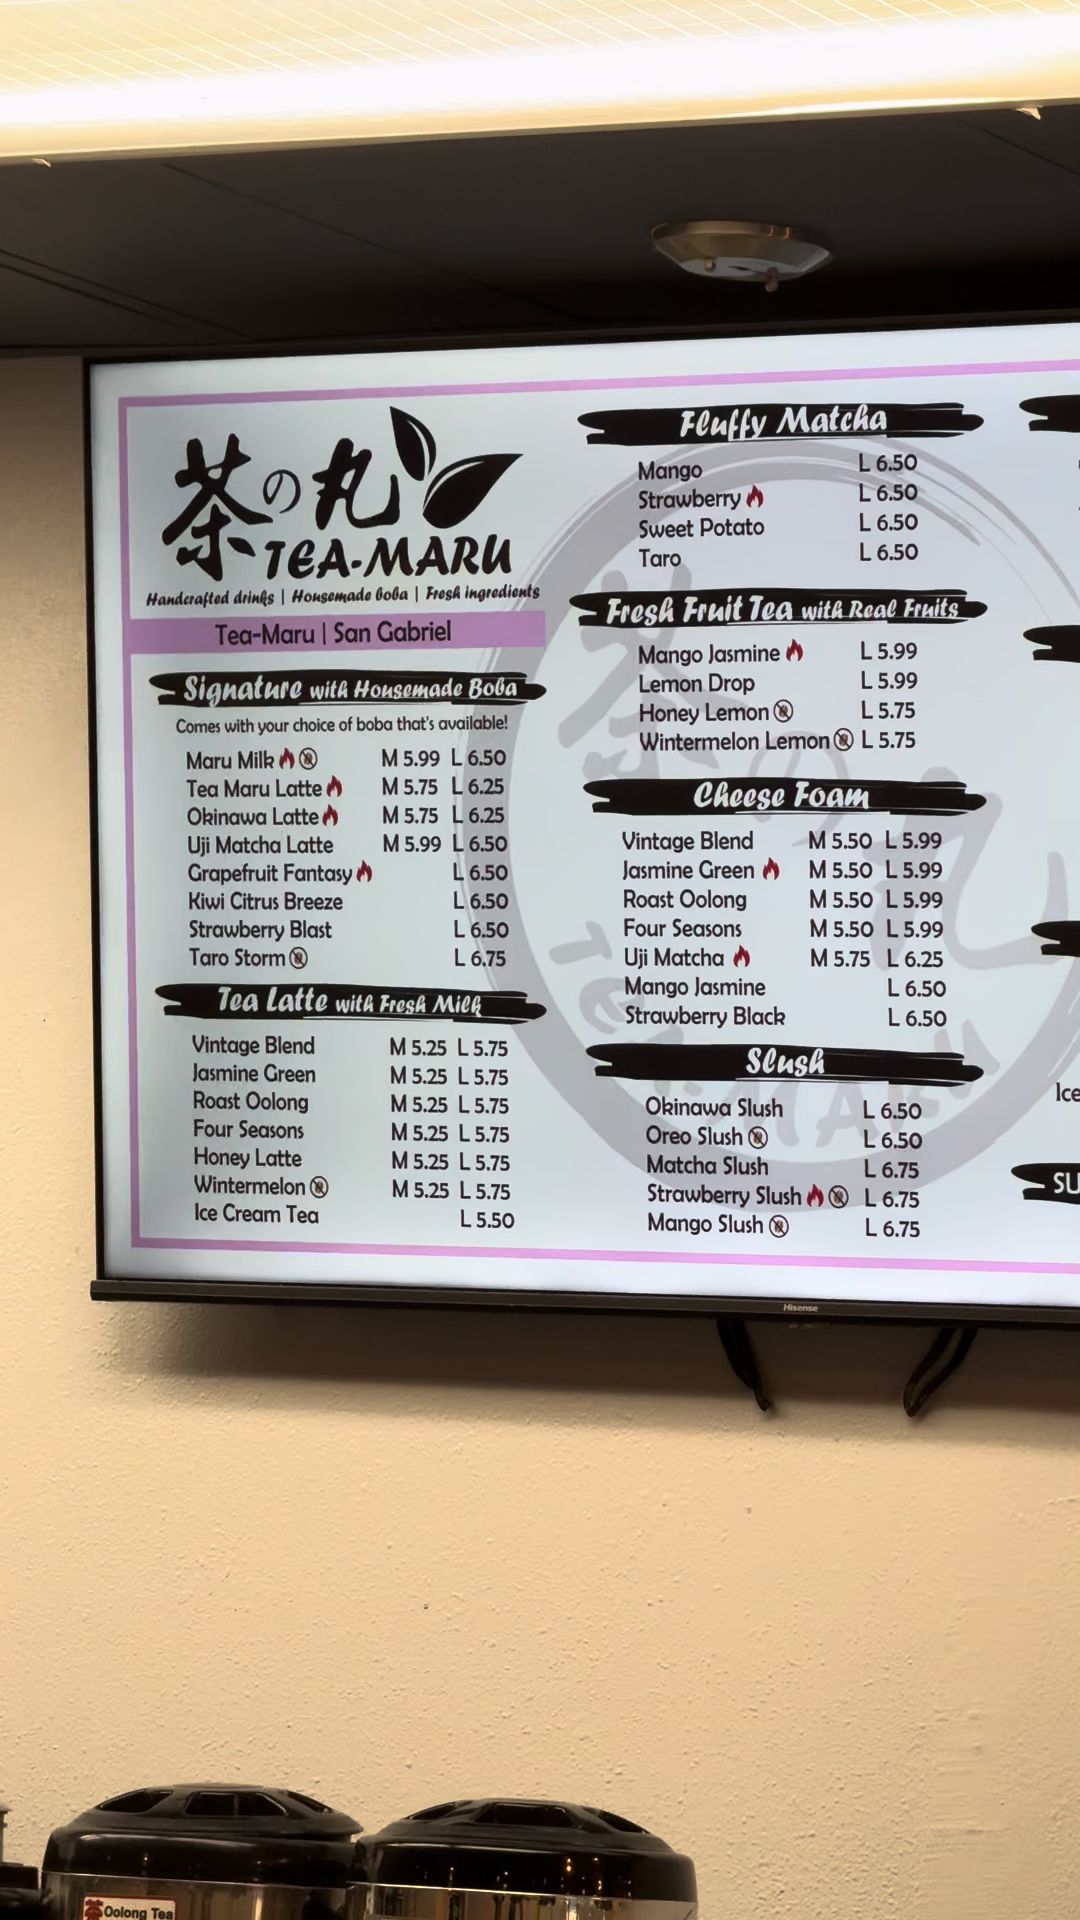 茶の丸
TEA-MARU
Handcrafted drinks | Housemade boba | Fresh ingredients
Tea-Maru | San Gabriel
Signature with Housemade Boba
Comes with your choice of boba that's available!
Maru Milk M 5.99 L 6.50
Tea Maru Latte M 5.75 L 6.25
Okinawa Latte M 5.75 L 6.25
Uji Matcha Latte M 5.99 L 6.50
Grapefruit Fantasy L 6.50
Kiwi Citrus Breeze L 6.50
Strawberry Blast L 6.50
Taro Storm L 6.75
Tea Latte with Fresh Milk
Vintage Blend M 5.25 L 5.75
Jasmine Green M 5.25 L 5.75
Roast Oolong M 5.25 L 5.75
Four Seasons M 5.25 L 5.75
Honey Latte M 5.25 L 5.75
Wintermelon M 5.25 L 5.75
Ice Cream Tea L 5.50
Fluffy Matcha
Mango L 6.50
Strawberry L 6.50
Sweet Potato L 6.50
Taro L 6.50
Fresh Fruit Tea with Real Fruits
Mango Jasmine L 5.99
Lemon Drop L 5.99
Honey Lemon L 5.75
Wintermelon Lemon L 5.75
Cheese Foam
Vintage Blend M 5.50 L 5.99
Jasmine Green M 5.50 L 5.99
Roast Oolong M 5.50 L 5.99
Four Seasons M 5.50 L 5.99
Uji Matcha M 5.75 L 6.25
Mango Jasmine L 6.50
Strawberry Black L 6.50
Slush
Okinawa Slush L 6.50
Oreo Slush L 6.50
Matcha Slush L 6.75
Strawberry Slush L 6.75
Mango Slush L 6.75
茶の丸
TEA-MARU
Ice
SU
Hisense
茶 Oolong Tea